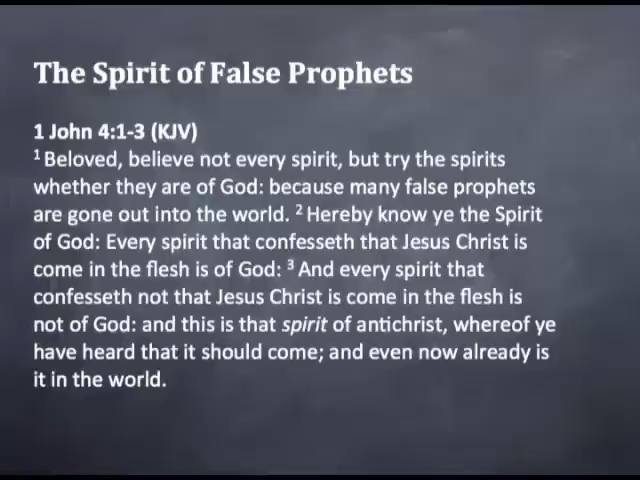 The Spirit of False Prophets
1 John 4:1-3 (KJV)
1 Beloved, believe not every spirit, but try the spirits
whether they are of God: because many false prophets
are gone out into the world. 2 Hereby know ye the Spirit
of God: Every spirit that confesseth that Jesus Christ is
come in the flesh is of God: 3 And every spirit that
confesseth not that Jesus Christ is come in the flesh is
not of God: and this is that spirit of antichrist, whereof ye
have heard that it should come; and even now already is
it in the world.